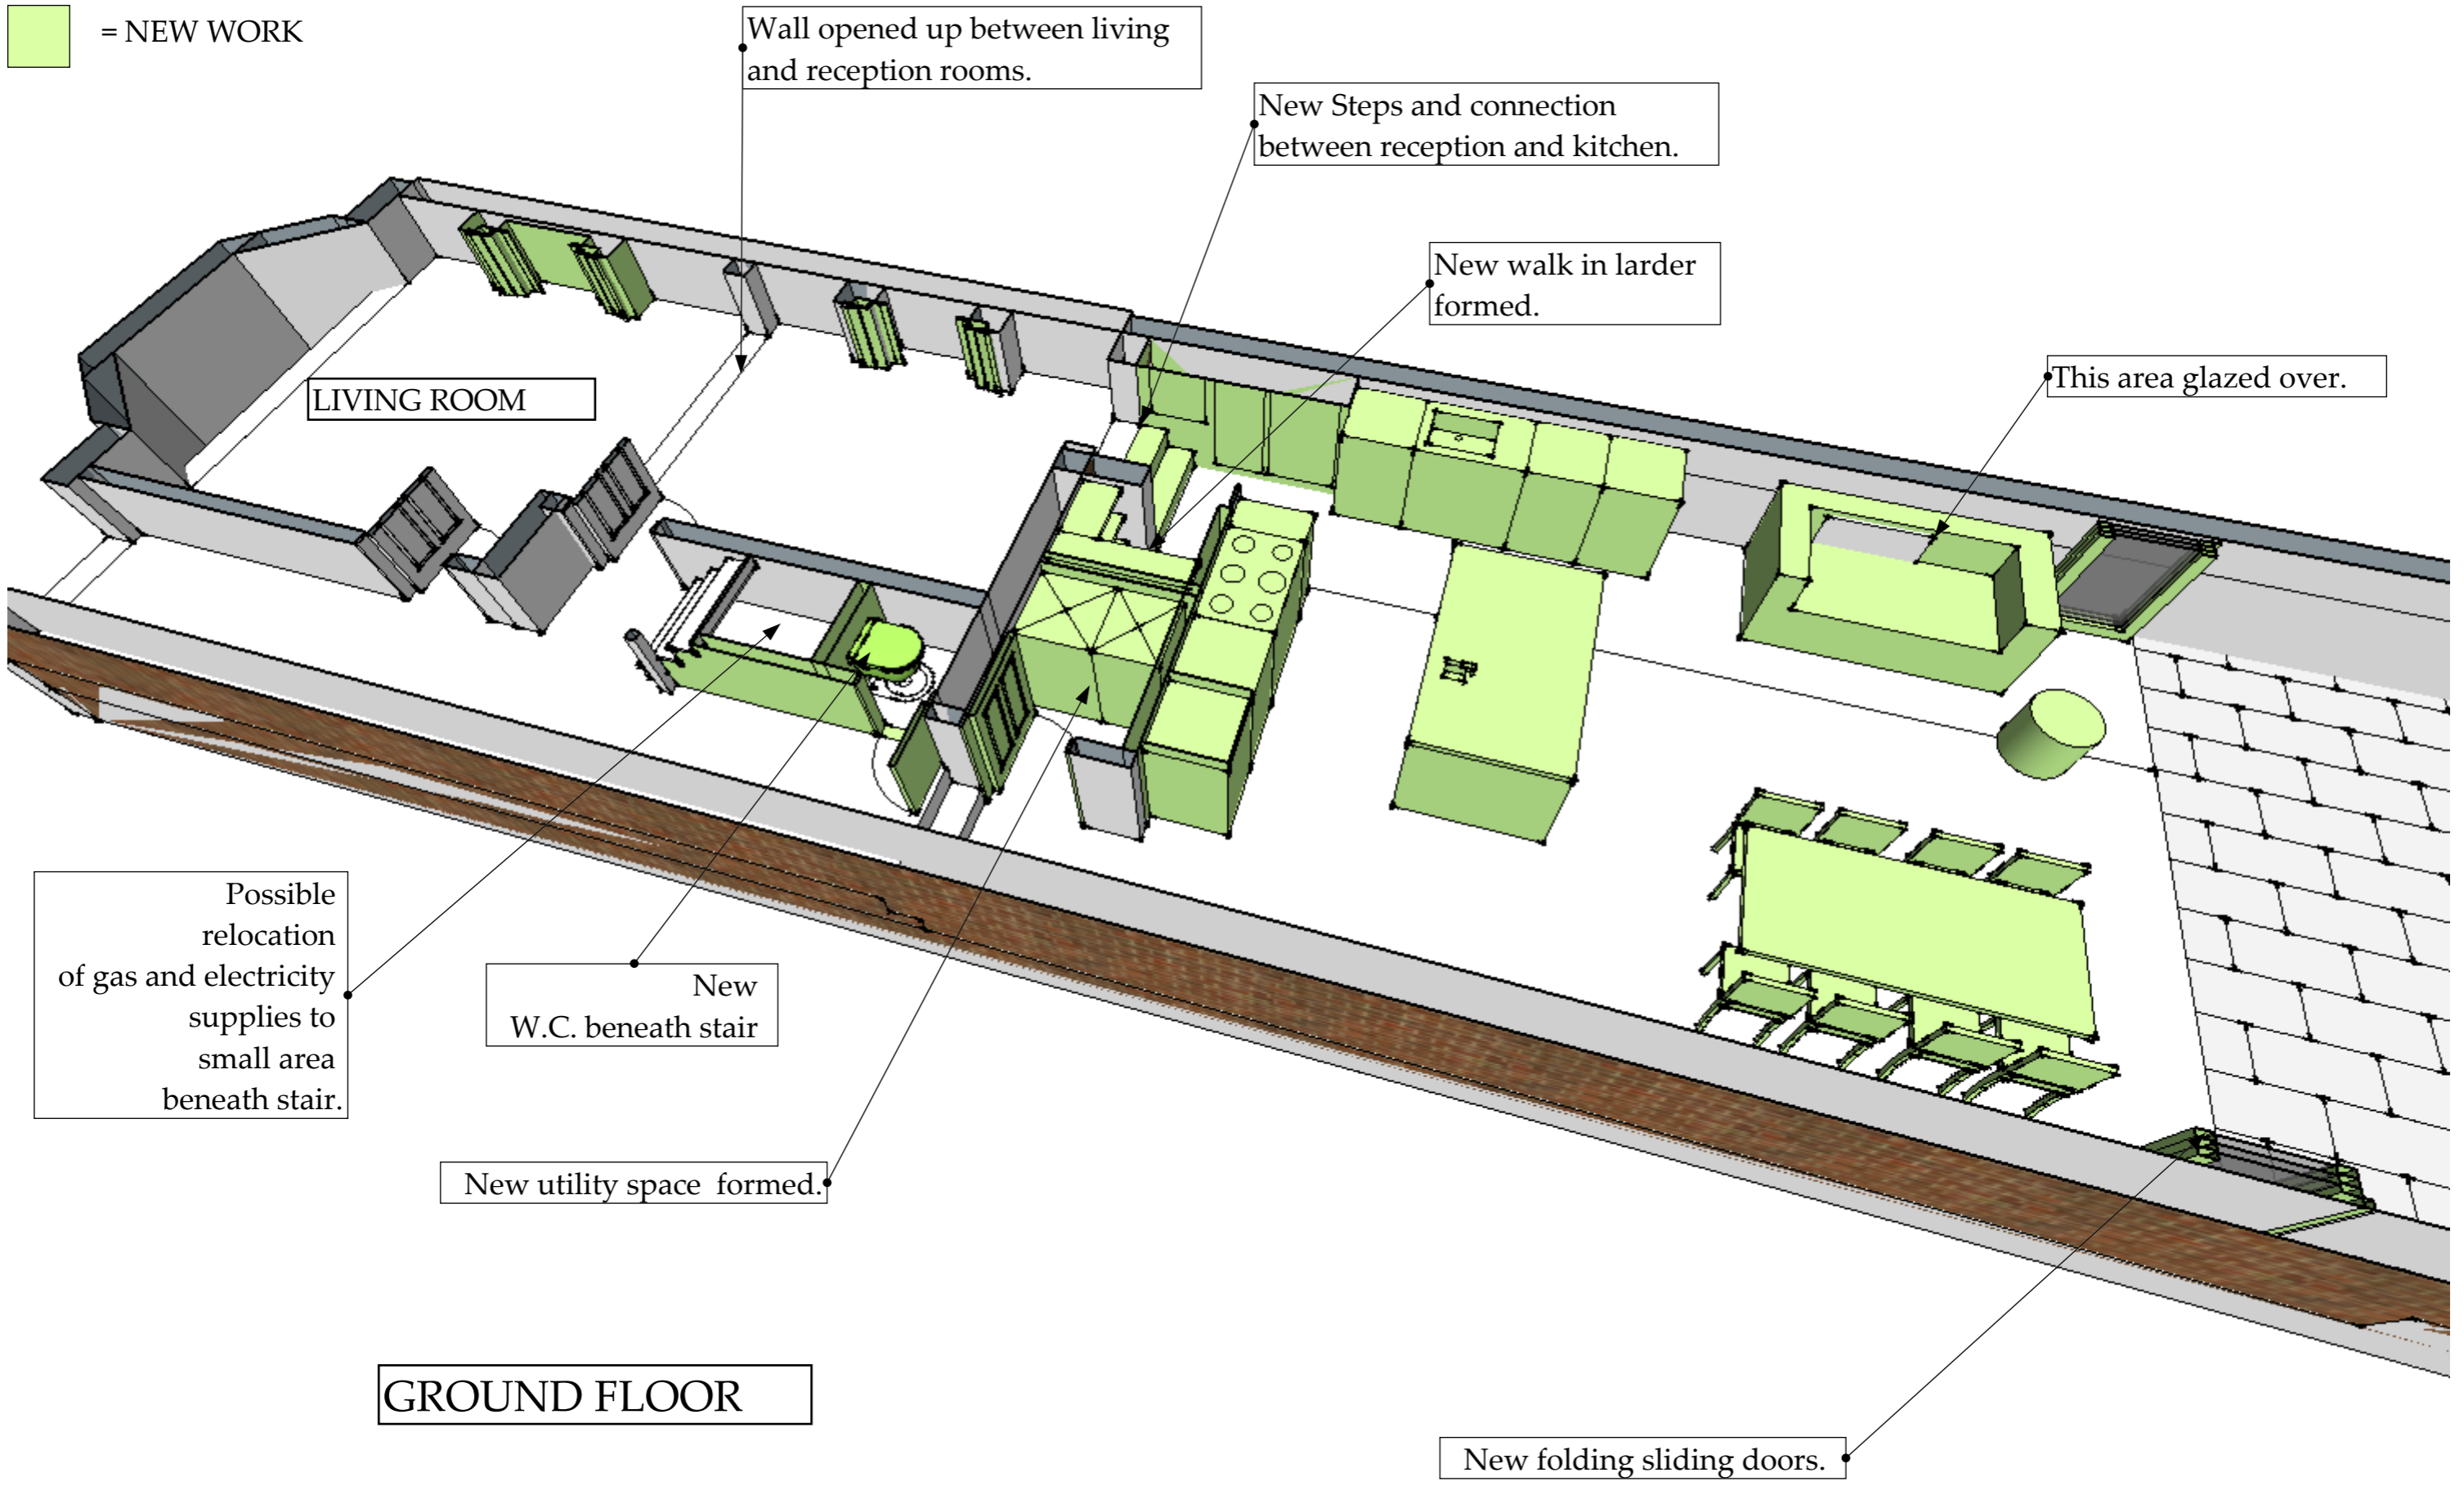 = NEW WORK
Wall opened up between living
and reception rooms.
New Steps and connection
between reception and kitchen.
New walk in larder
formed.
This area glazed over.
LIVING ROOM
Possible
relocation
of gas and electricity
supplies to
small area
beneath stair.
New
W.C. beneath stair
New utility space formed.
GROUND FLOOR
New folding sliding doors.